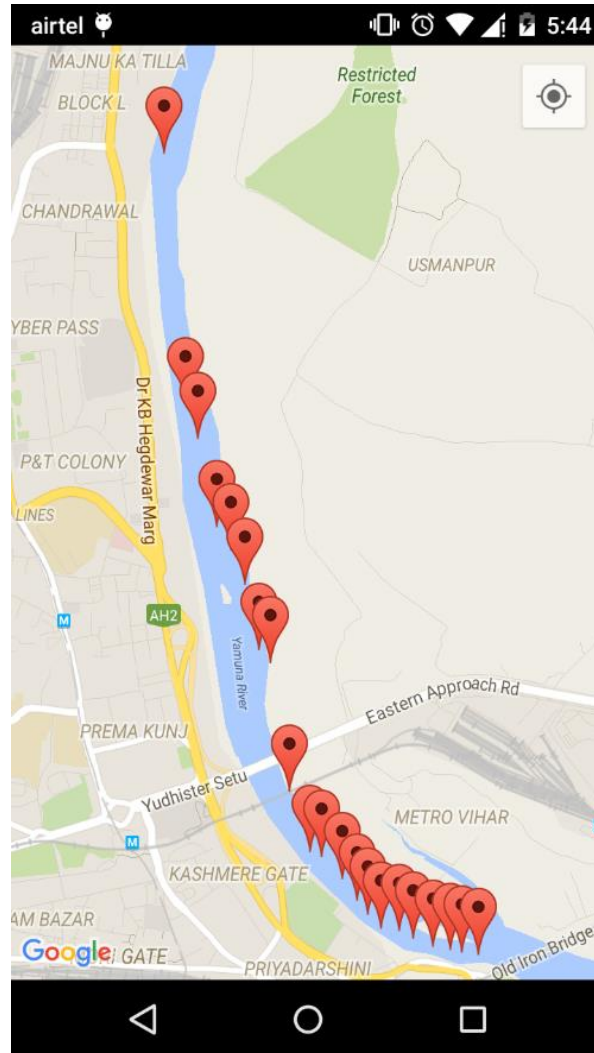 airtel
5:44
MAJNU KA TILLA
BLOCK L
Restricted
Forest
CHANDRAWAL
USMANPUR
YBER PASS
Dr KB Hegdewar Marg
P&T COLONY
LINES
AH2
M
Yamuna River
Eastern Approach Rd
PREMA KUNJ
Yudhister Setu
METRO VIHAR
M
KASHMERE GATE
AM BAZAR
Google
GATE
PRIYADARSHINI
Old Iron Bridge